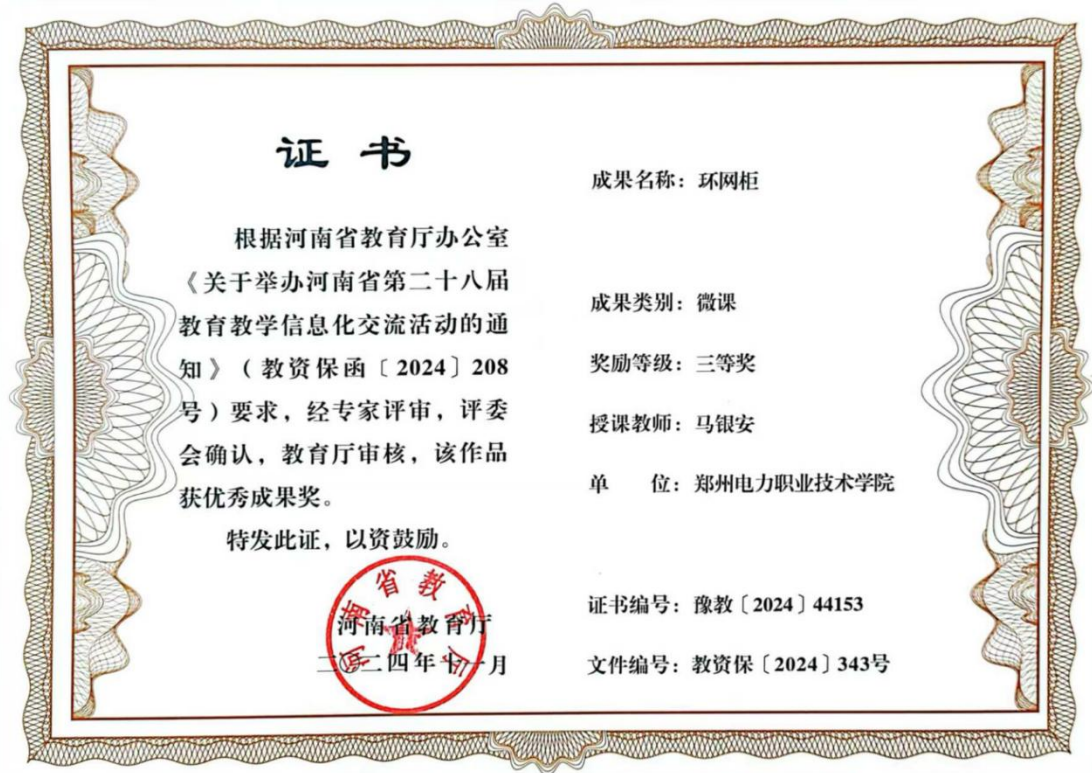 证书
根据河南省教育厅办公室
《关于举办河南省第二十八届
教育教学信息化交流活动的通
知》（教资保函〔2024〕208
号）要求，经专家评审，评委
会确认，教育厅审核，该作品
获优秀成果奖。
特发此证，以资鼓励。
河南省教育厅
河南省教育厅
二〇二四年十一月
成果名称：环网柜
成果类别：微课
奖励等级：三等奖
授课教师：马银安
单　　位：郑州电力职业技术学院
证书编号：豫教〔2024〕44153
文件编号：教资保〔2024〕343号